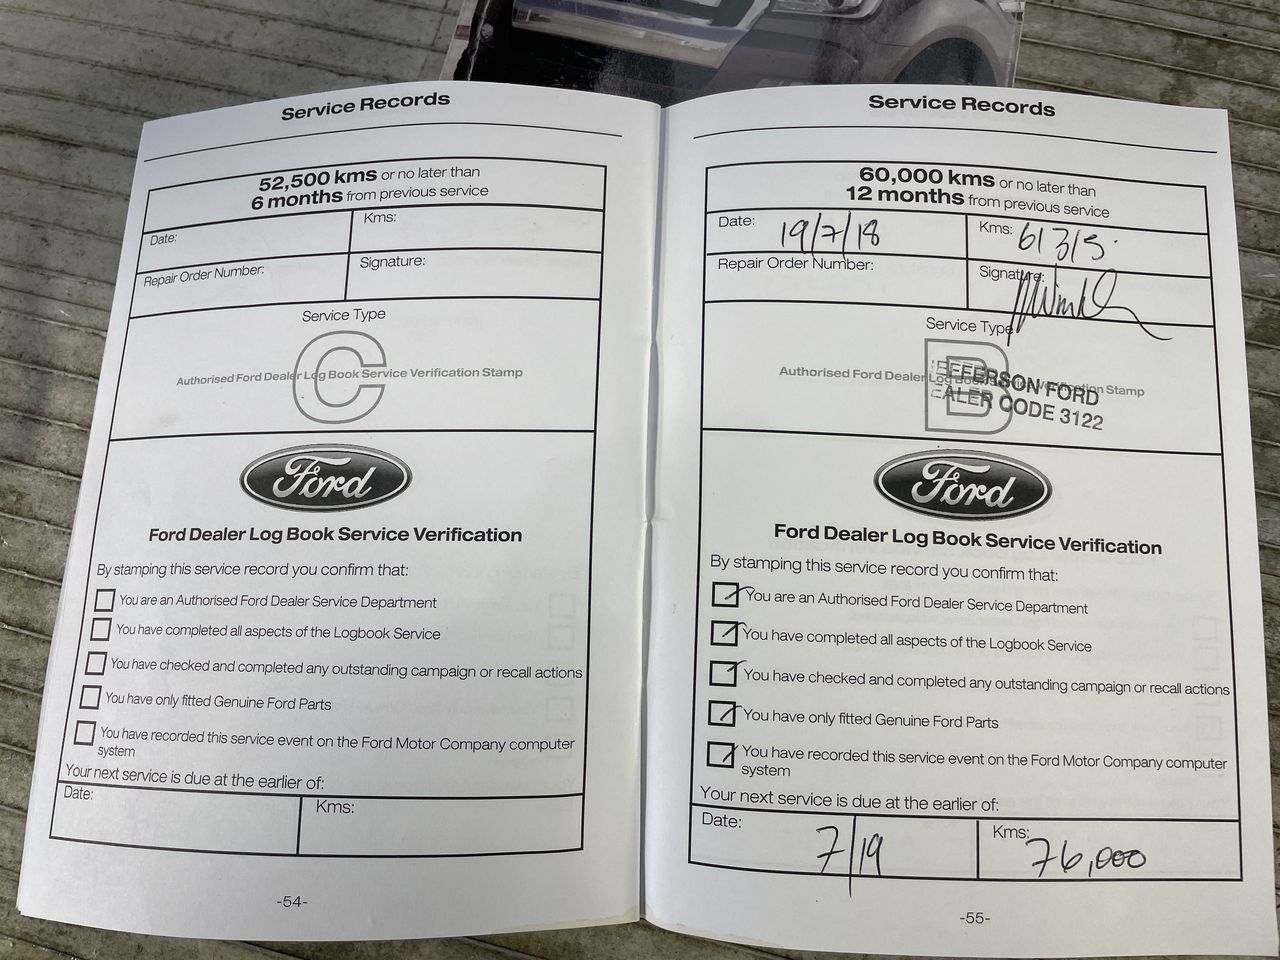 Service Records
52,500 kms or no later than
6 months from previous service
Date:
Kms:
Repair Order Number:
Signature:
Service Type
C
Authorised Ford Dealer Log Book Service Verification Stamp
Ford
Ford Dealer Log Book Service Verification
By stamping this service record you confirm that:
You are an Authorised Ford Dealer Service Department
You have completed all aspects of the Logbook Service
You have checked and completed any outstanding campaign or recall actions
You have only fitted Genuine Ford Parts
You have recorded this service event on the Ford Motor Company computer
system
Your next service is due at the earlier of:
Date:
Kms:
-54-
Service Records
60,000 kms or no later than
12 months from previous service
Date: 19/7/18
Kms: 61315
Repair Order Number:
Signature:
Service Type
B
Authorised Ford Dealer Log Book Service Verification Stamp
JEFFERSON FORD
DEALER CODE 3122
Ford
Ford Dealer Log Book Service Verification
By stamping this service record you confirm that:
You are an Authorised Ford Dealer Service Department
You have completed all aspects of the Logbook Service
You have checked and completed any outstanding campaign or recall actions
You have only fitted Genuine Ford Parts
You have recorded this service event on the Ford Motor Company computer
system
Your next service is due at the earlier of:
Date: 7/19
Kms: 76,000
-55-